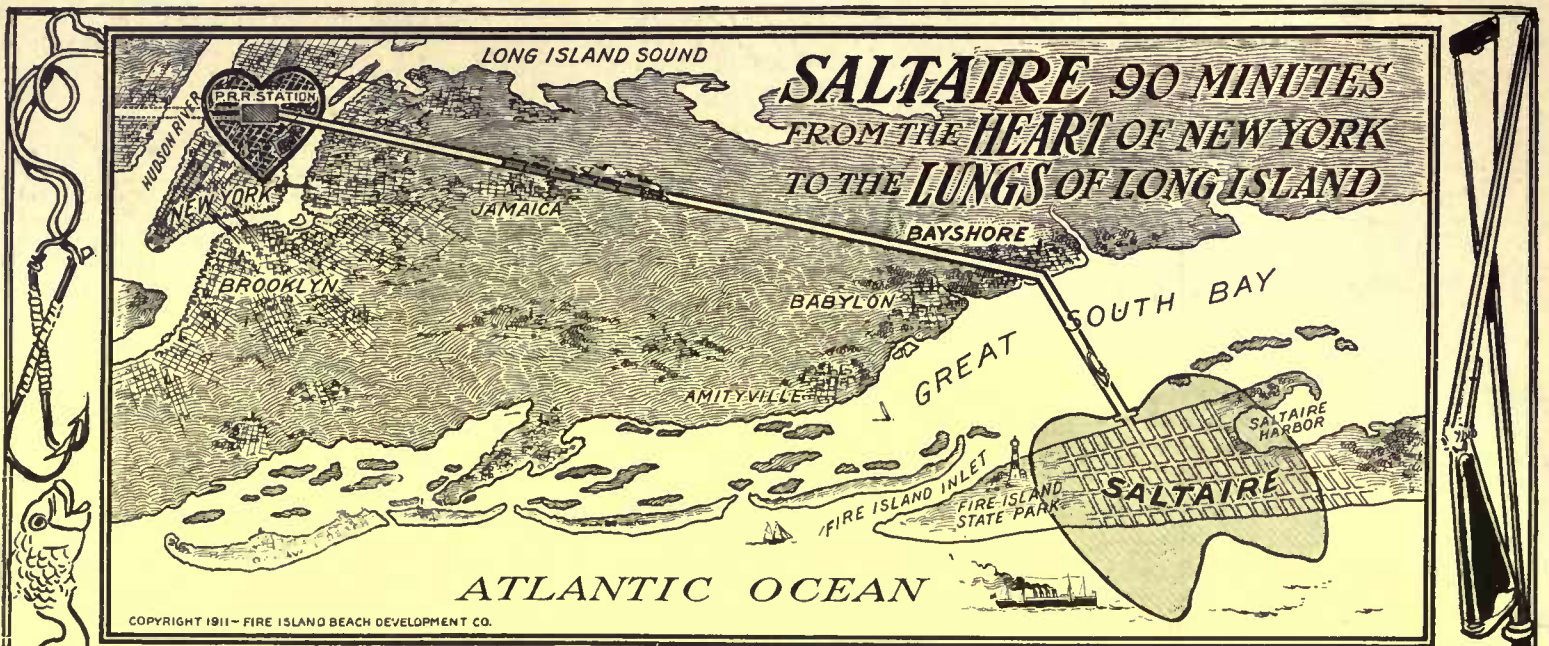 SALTAIRE 90 MINUTES
FROM THE HEART OF NEW YORK
TO THE LUNGS OF LONG ISLAND
LONG ISLAND SOUND
P.R.R. STATION
HUDSON RIVER
NEW YORK
JAMAICA
BROOKLYN
BAYSHORE
BABYLON
AMITYVILLE
GREAT SOUTH BAY
SALTAIRE
HARBOR
SALTAIRE
FIRE ISLAND INLET
FIRE ISLAND
STATE PARK
ATLANTIC OCEAN
COPYRIGHT 1911~ FIRE ISLAND BEACH DEVELOPMENT CO.